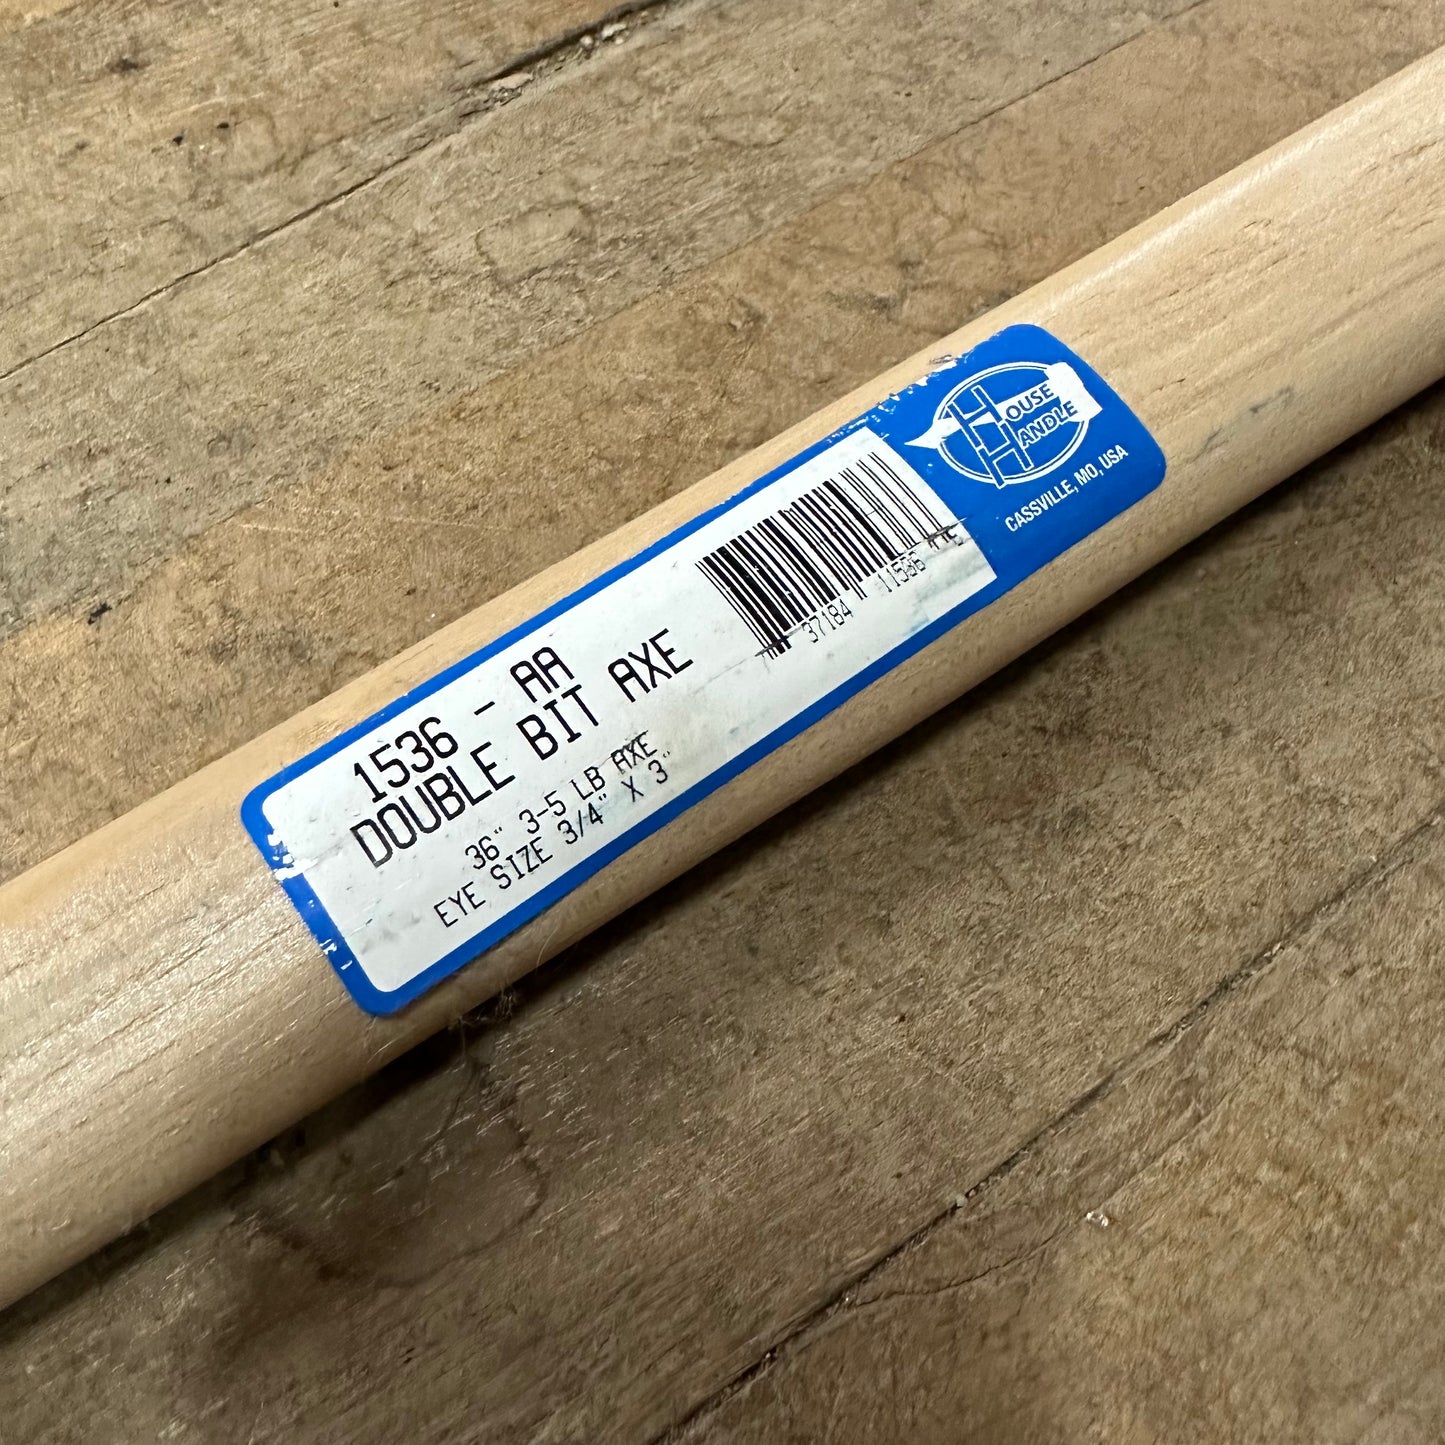 1536 - AA
DOUBLE BIT AXE
36" 3-5 LB AXE
EYE SIZE 3/4" X 3"
37184
HOUSE
HANDLE
CASSVILLE, MO, USA